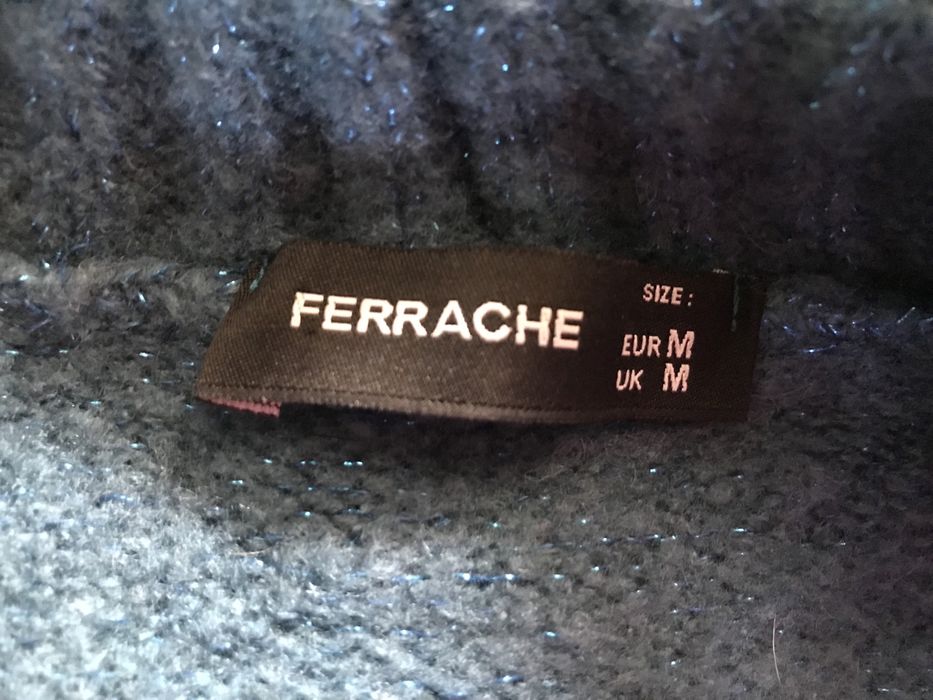 FERRACHE
SIZE :
EUR M
UK M